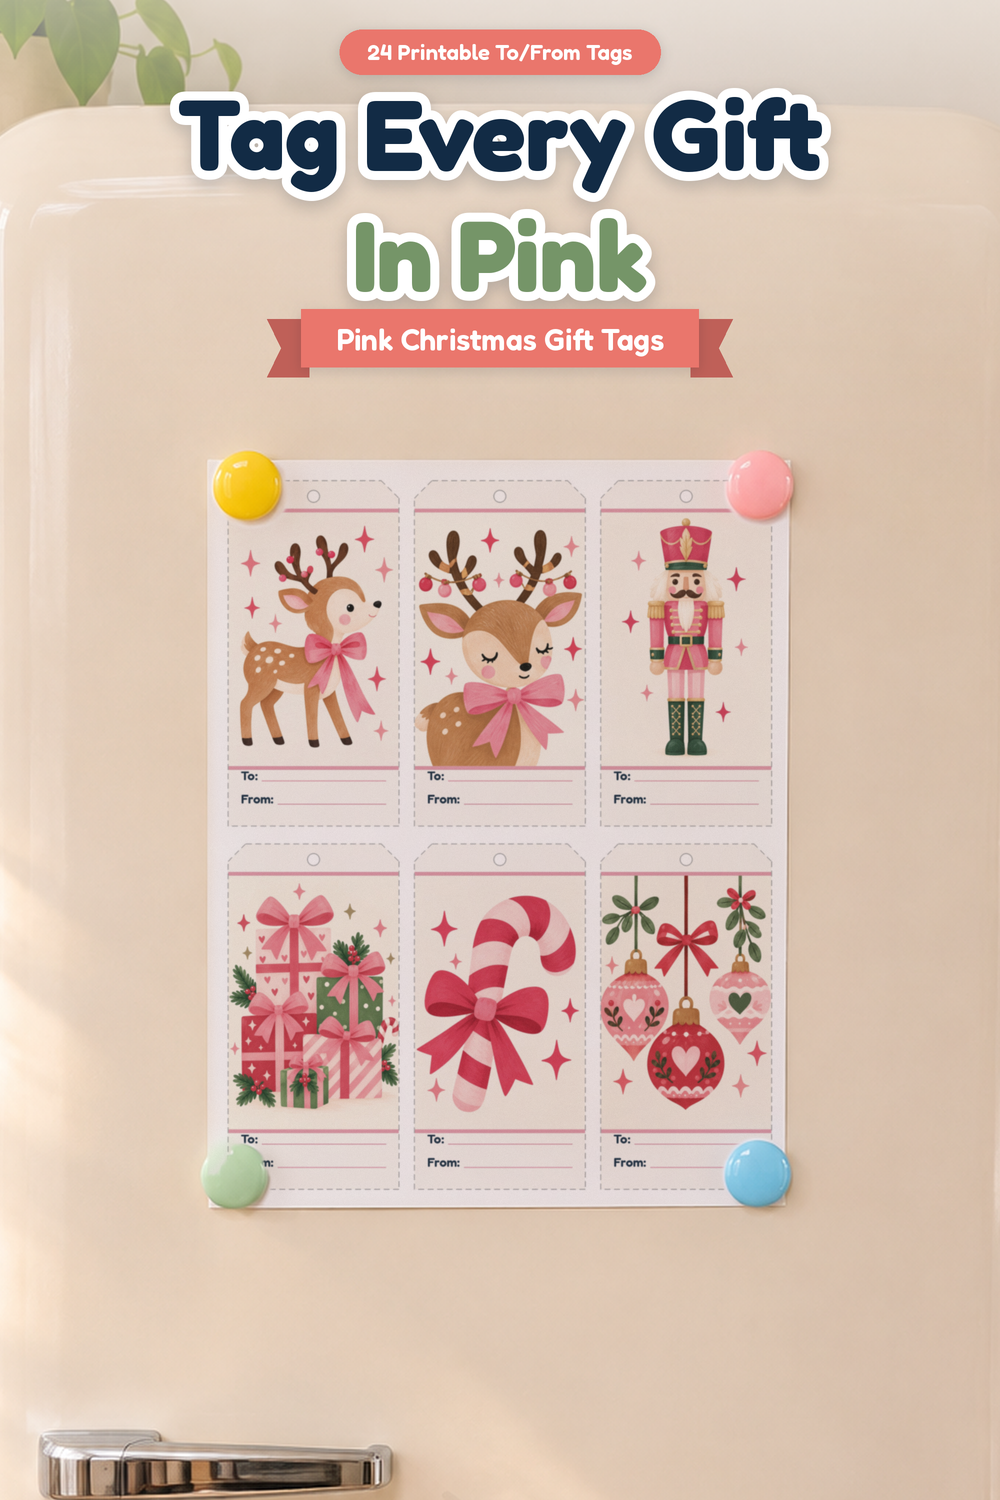 24 Printable To/From Tags
Tag Every Gift
In Pink
Pink Christmas Gift Tags
To:
From:
To:
From:
To:
From:
To:
To:
From:
To:
From: